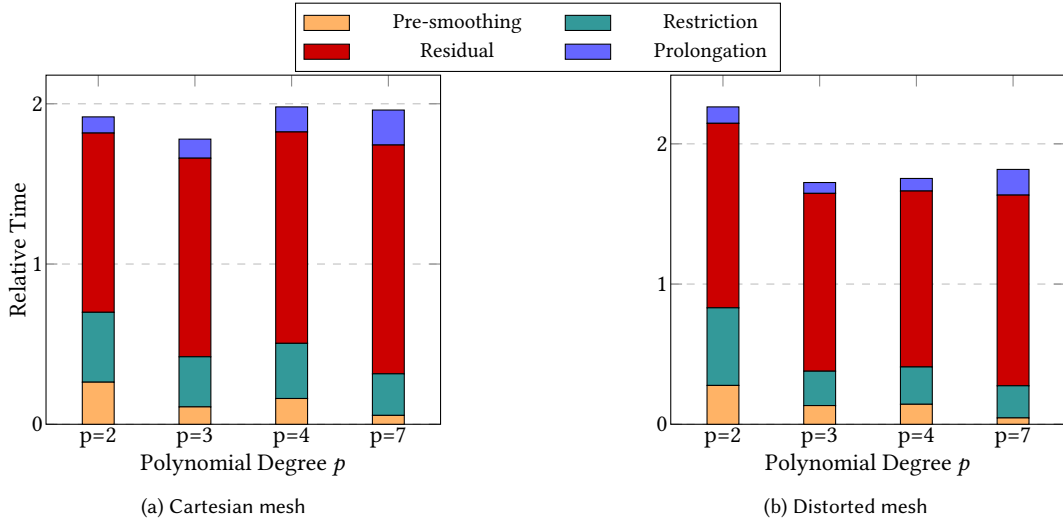 Pre-smoothing Restriction
Residual Prolongation
Relative Time
2
1
0
p=2 p=3 p=4 p=7
Polynomial Degree p
(a) Cartesian mesh
2
1
0
p=2 p=3 p=4 p=7
Polynomial Degree p
(b) Distorted mesh